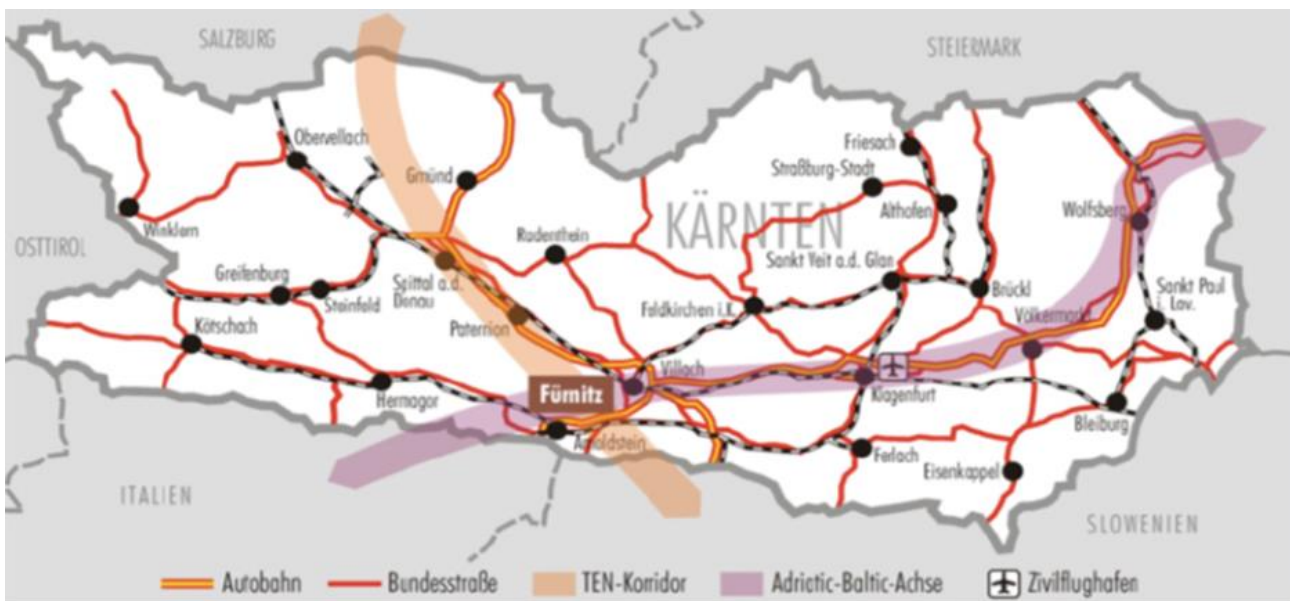 SALZBURG
STEIERMARK
Obervellach
Friesach
Straßburg-Stadt
Gmünd
KÄRNTEN
Althofen
Winklern
Wolfsberg
OSTTIROL
Radenthein
Sankt Veit a.d. Glan
Greifenburg
Spittal a.d.
Donau
Brückl
Sankt Paul
i. Lav.
Steinfeld
Feldkirchen i.K.
Völkermarkt
Kötschach
Paternion
Villach
Klagenfurt
Fürnitz
Hermagor
Bleiburg
Arnoldstein
Ferlach
Eisenkappel
ITALIEN
SLOWENIEN
Autobahn
Bundesstraße
TEN-Korridor
Adrictic-Baltic-Achse
Zivilflughafen